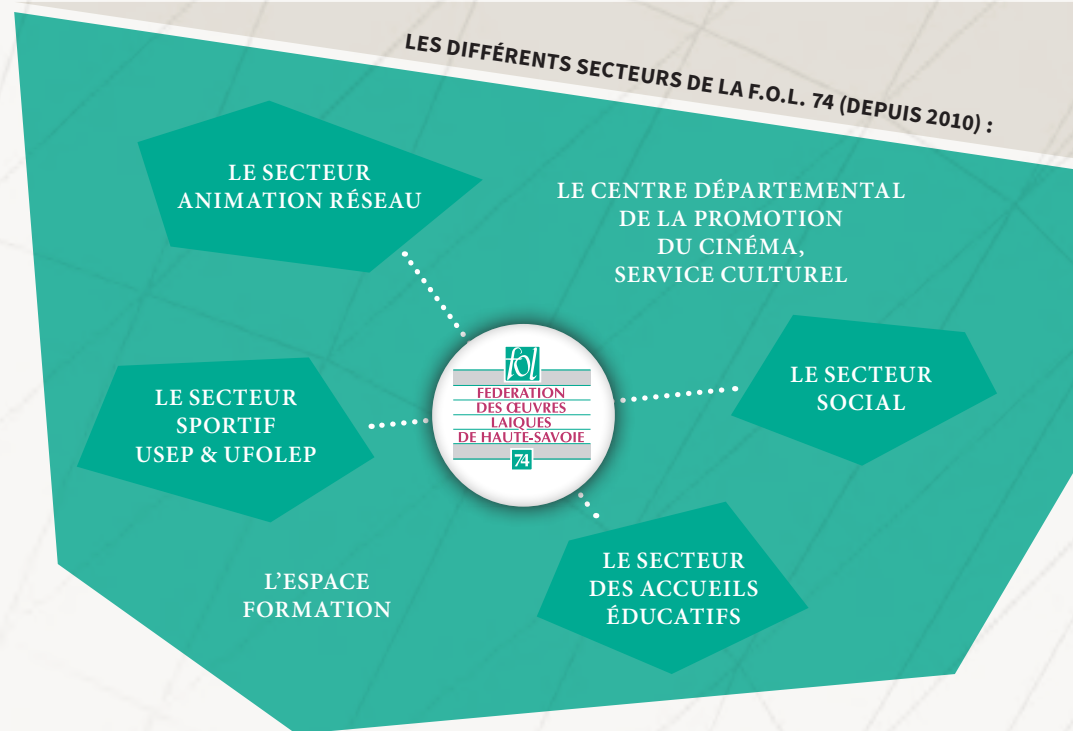 LES DIFFÉRENTS SECTEURS DE LA F.O.L. 74 (DEPUIS 2010) :
LE SECTEUR
ANIMATION RÉSEAU
LE CENTRE DÉPARTEMENTAL
DE LA PROMOTION
DU CINÉMA,
SERVICE CULTUREL
fol
FEDERATION
DES ŒUVRES
LAIQUES
DE HAUTE-SAVOIE
74
LE SECTEUR
SPORTIF
USEP & UFOLEP
LE SECTEUR
SOCIAL
L'ESPACE
FORMATION
LE SECTEUR
DES ACCUEILS
ÉDUCATIFS